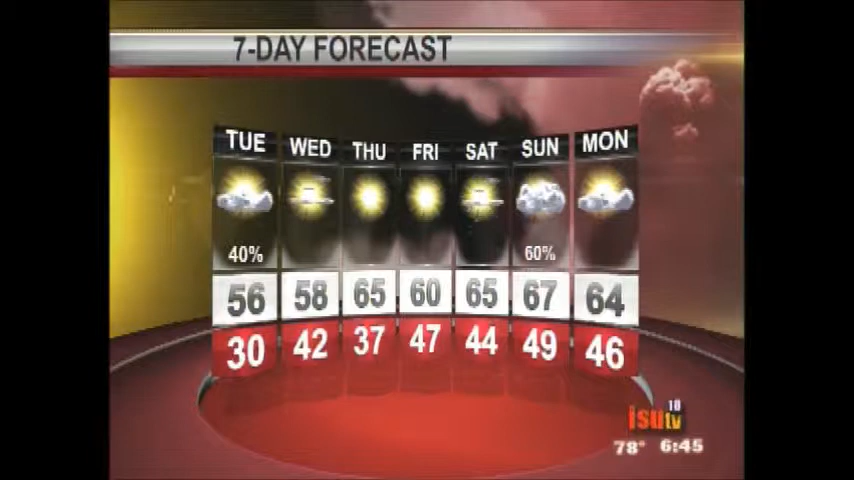 7-DAY FORECAST
TUE WED THU FRI SAT SUN MON
40% 60%
56 58 65 60 65 67 64
30 42 37 47 44 49 46
18
isu tv
78° 6:45